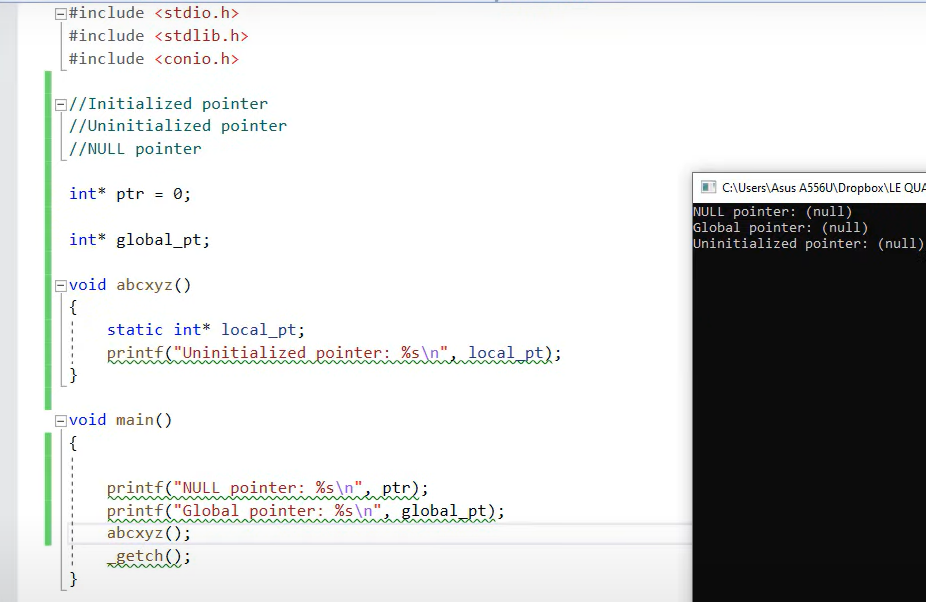 #include <stdio.h>
#include <stdlib.h>
#include <conio.h>
//Initialized pointer
//Uninitialized pointer
//NULL pointer
int* ptr = 0;
int* global_pt;
void abcxyz()
{
static int* local_pt;
printf("Uninitialized pointer: %s\n", local_pt);
}
void main()
{
printf("NULL pointer: %s\n", ptr);
printf("Global pointer: %s\n", global_pt);
abcxyz();
_getch();
}
C:\Users\Asus A556U\Dropbox\LE QUA
NULL pointer: (null)
Global pointer: (null)
Uninitialized pointer: (null)